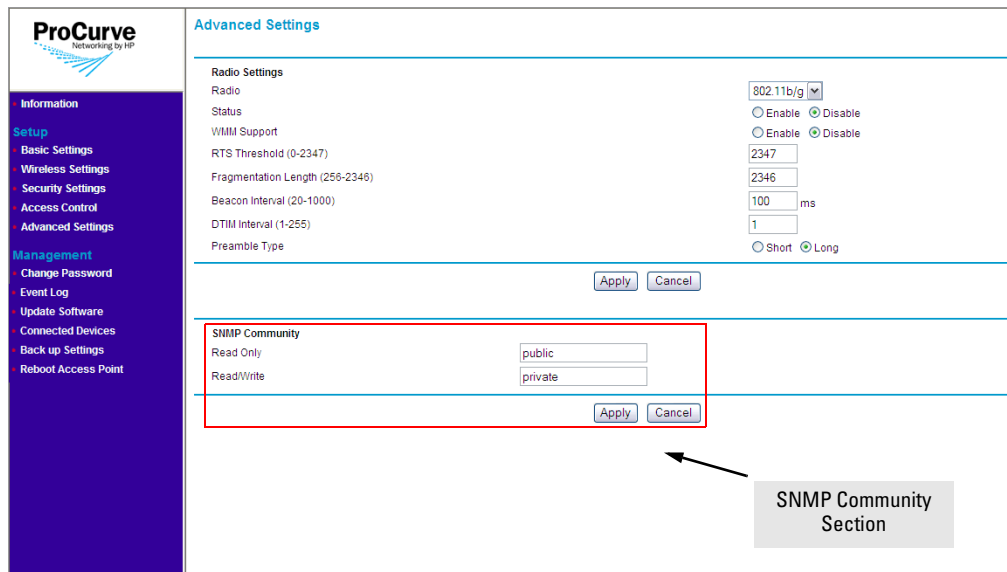 ProCurve
Networking by HP
Information
Setup
Basic Settings
Wireless Settings
Security Settings
Access Control
Advanced Settings
Management
Change Password
Event Log
Update Software
Connected Devices
Back up Settings
Reboot Access Point
Advanced Settings
Radio Settings
Radio 802.11b/g
Status Enable Disable
WMM Support Enable Disable
RTS Threshold (0-2347) 2347
Fragmentation Length (256-2346) 2346
Beacon Interval (20-1000) 100 ms
DTIM Interval (1-255) 1
Preamble Type Short Long
Apply Cancel
SNMP Community
Read Only public
Read/Write private
Apply Cancel
SNMP Community
Section